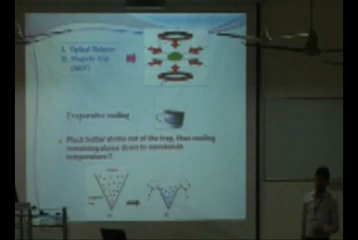 I. Optical Molasses
II. Magnetic trap
(MOT)
Evaporative cooling
Much hotter atoms out of the trap, thus cooling
remaining atoms down to nanokelvin
temperature!!